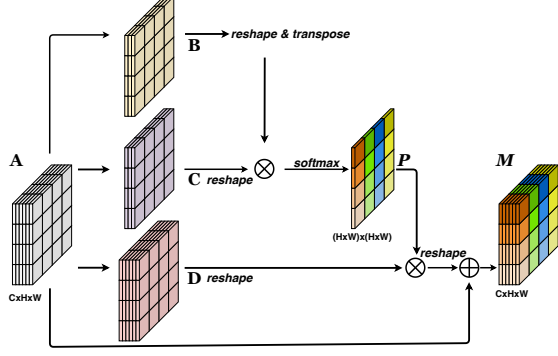 B
reshape & transpose
A
C
reshape
softmax
P
M
(HxW)x(HxW)
D
reshape
reshape
CxHxW
CxHxW